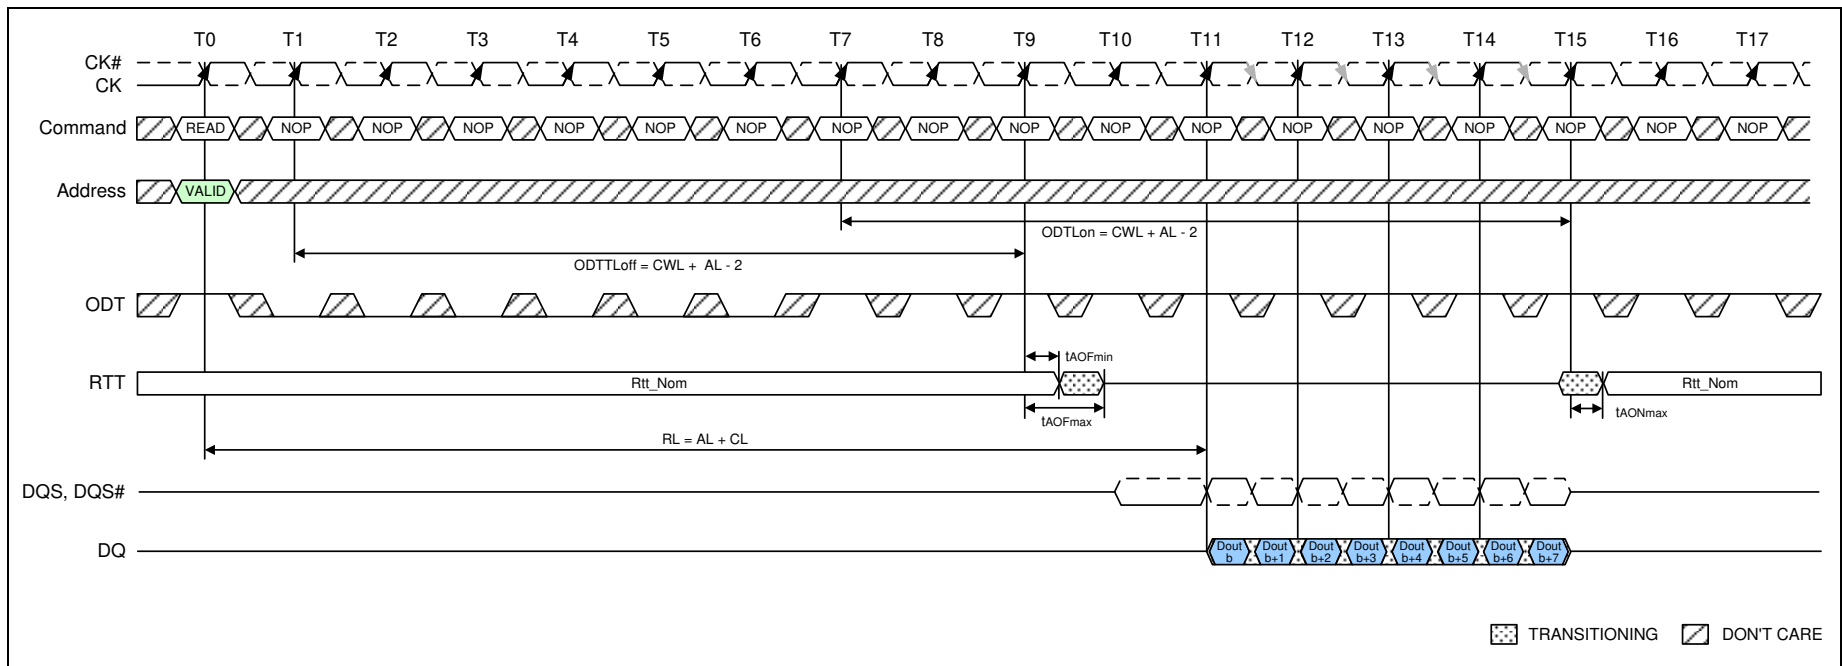 T0 T1 T2 T3 T4 T5 T6 T7 T8 T9 T10 T11 T12 T13 T14 T15 T16 T17
CK#
CK
Command READ NOP NOP NOP NOP NOP NOP NOP NOP NOP NOP NOP NOP NOP NOP NOP NOP NOP
Address VALID
ODTLon = CWL + AL - 2
ODTTLoff = CWL + AL - 2
ODT
tAOFmin
RTT Rtt_Nom Rtt_Nom
tAOFmax tAONmax
RL = AL + CL
DQS, DQS#
DQ Dout Dout Dout Dout Dout Dout Dout Dout
b b+1 b+2 b+3 b+4 b+5 b+6 b+7
TRANSITIONING DON'T CARE